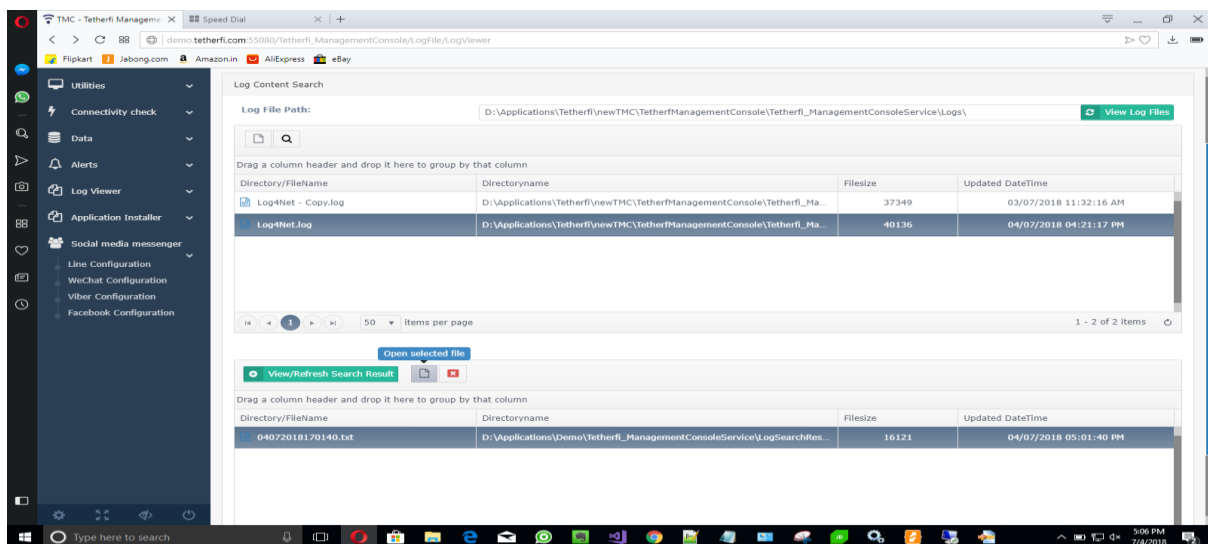 TMC - Tetherfi Manageme
Speed Dial
demo.tetherfi.com:55080/Tetherfi_ManagementConsole/LogFile/LogViewer
Flipkart
Jabong.com
Amazon.in
AliExpress
eBay
Utilities
Connectivity check
Data
Alerts
Log Viewer
Application Installer
Social media messenger
Line Configuration
WeChat Configuration
Viber Configuration
Facebook Configuration
Log Content Search
Log File Path:
D:\Applications\Tetherfi\newTMC\TetherfManagementConsole\Tetherfi_ManagementConsoleService\Logs\
View Log Files
Drag a column header and drop it here to group by that column
Directory/FileName Directoryname Filesize Updated DateTime
Log4Net - Copy.log D:\Applications\Tetherfi\newTMC\TetherfManagementConsole\Tetherfi_Ma... 37349 03/07/2018 11:32:16 AM
Log4Net.log D:\Applications\Tetherfi\newTMC\TetherfManagementConsole\Tetherfi_Ma... 40136 04/07/2018 04:21:17 PM
1 50 items per page 1 - 2 of 2 items
Open selected file
View/Refresh Search Result
Drag a column header and drop it here to group by that column
Directory/FileName Directoryname Filesize Updated DateTime
04072018170140.txt D:\Applications\Demo\Tetherfi_ManagementConsoleService\LogSearchRes... 16121 04/07/2018 05:01:40 PM
Type here to search
5:06 PM
7/4/2018